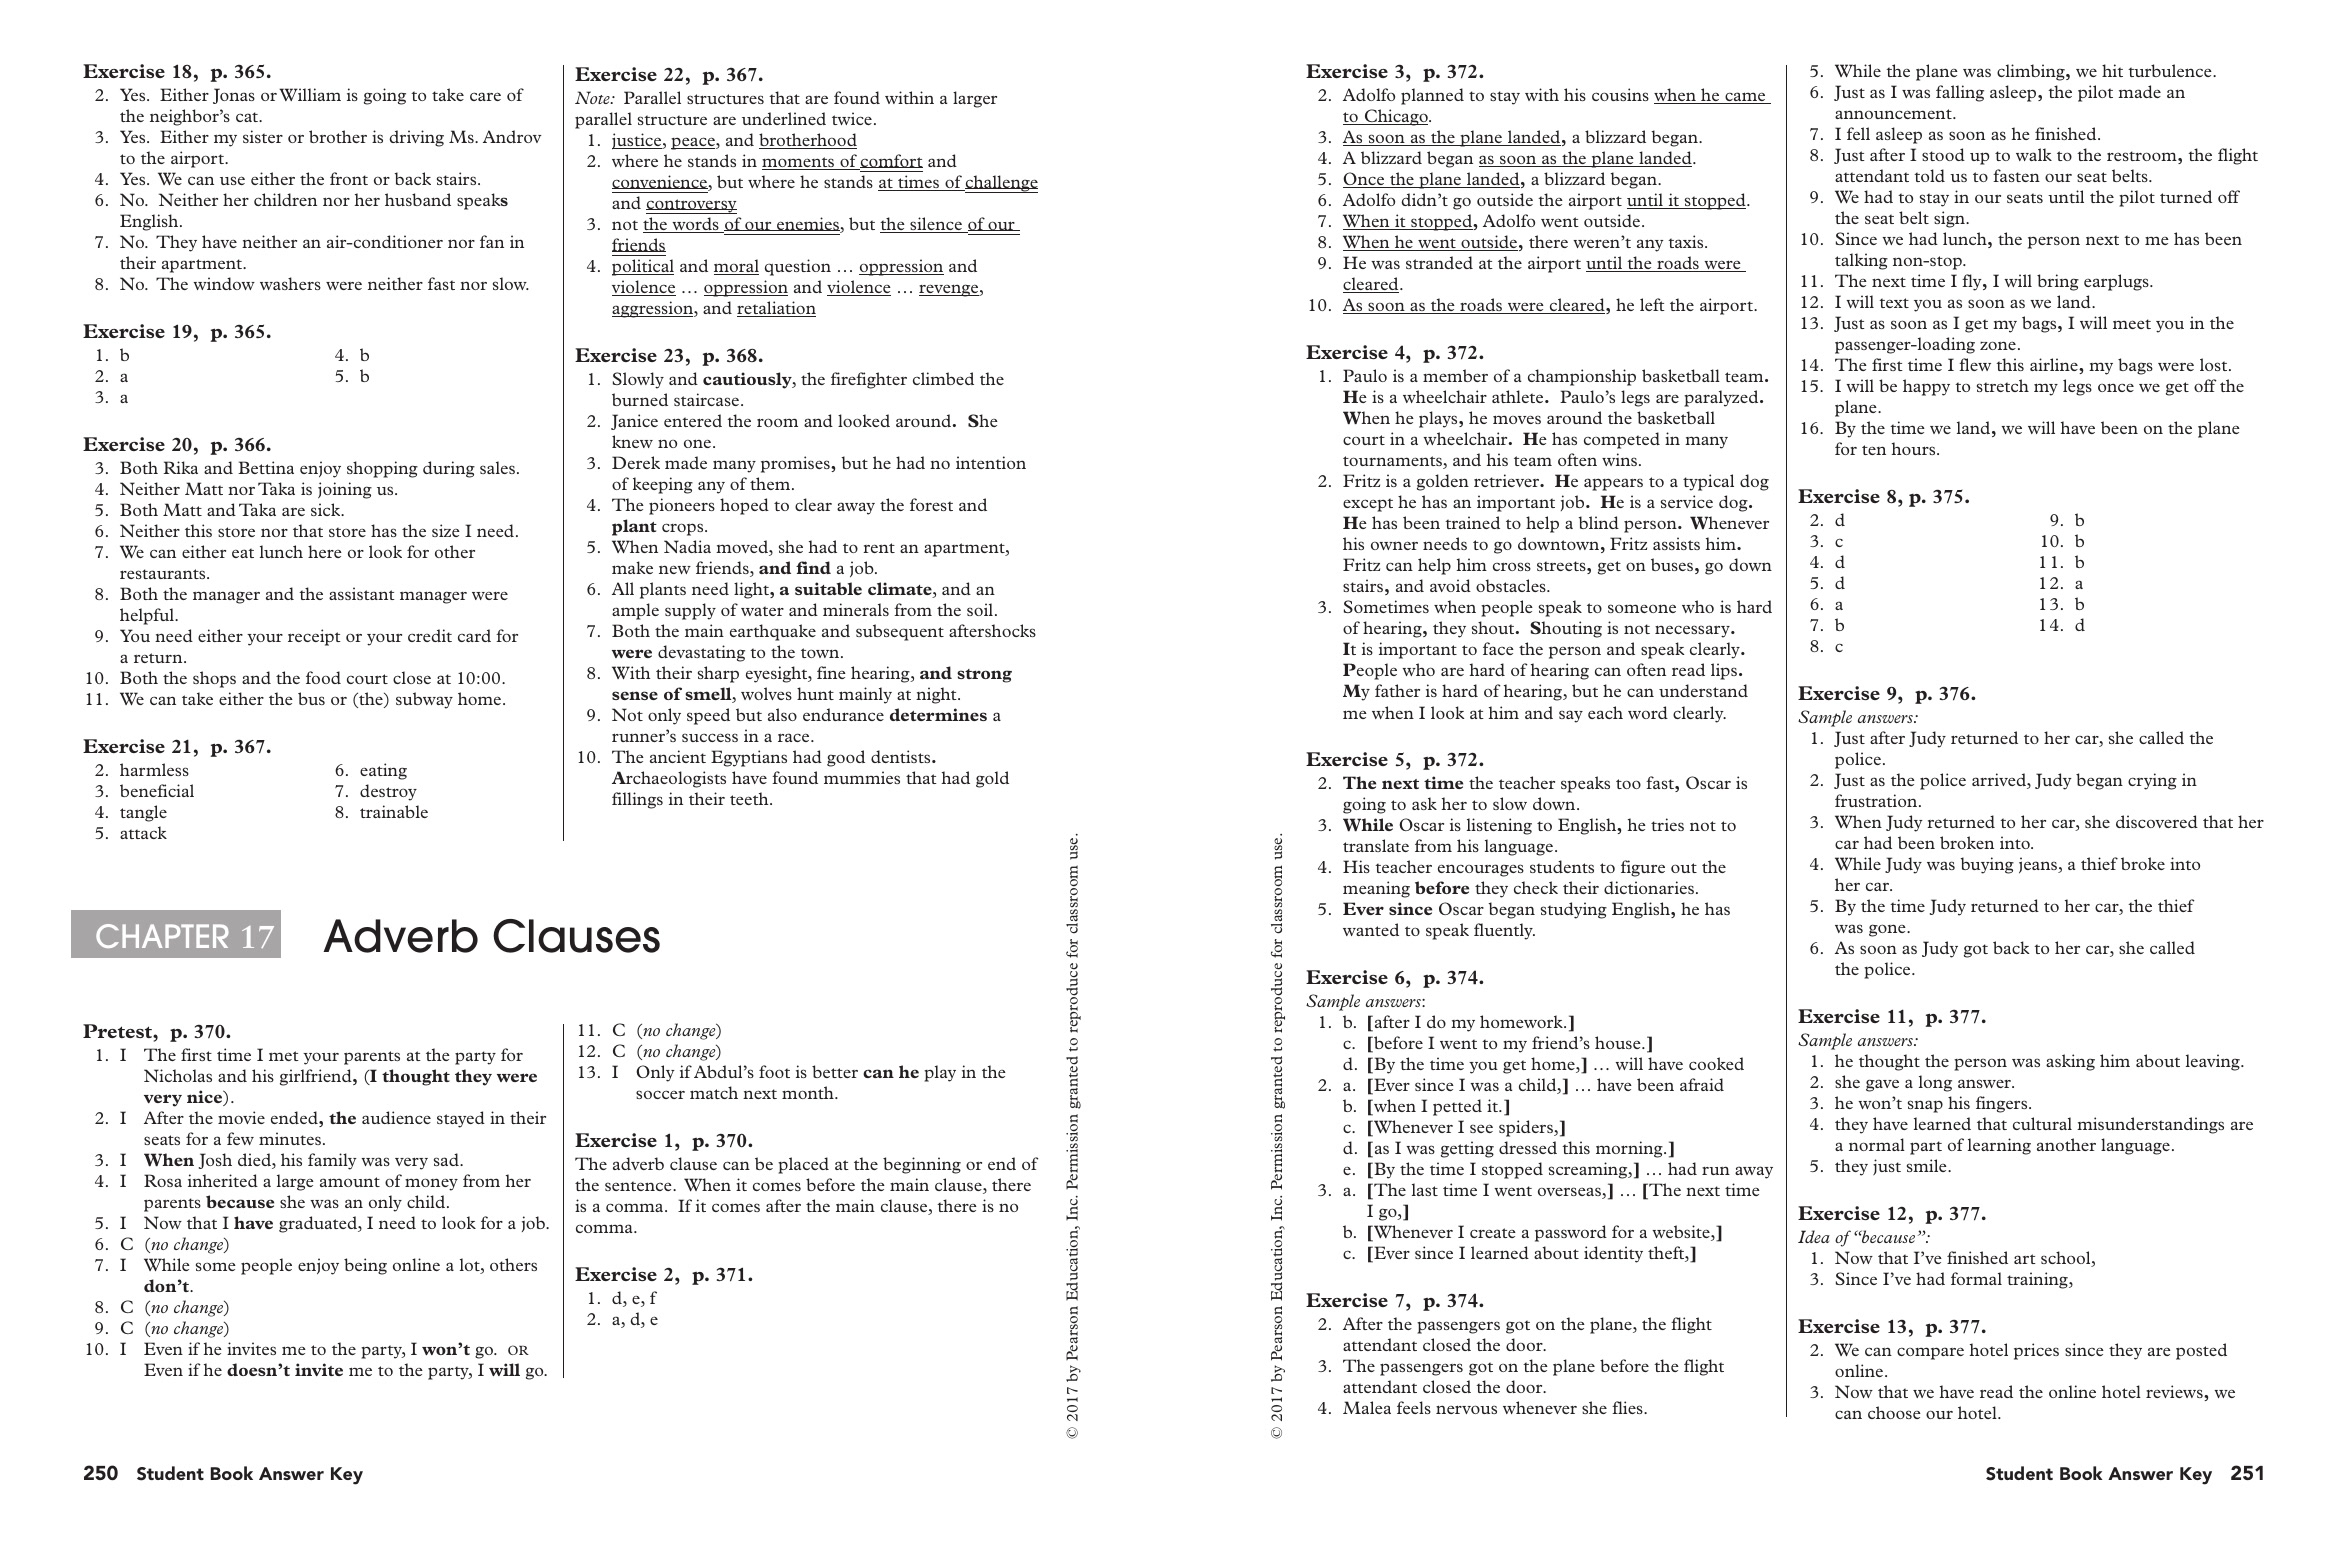 Exercise 18, p. 365.
2. Yes. Either Jonas or William is going to take care of
the neighbor's cat.
3. Yes. Either my sister or brother is driving Ms. Androv
to the airport.
4. Yes. We can use either the front or back stairs.
6. No. Neither her children nor her husband speaks
English.
7. No. They have neither an air-conditioner nor fan in
their apartment.
8. No. The window washers were neither fast nor slow.
Exercise 19, p. 365.
1. b 4. b
2. a 5. b
3. a
Exercise 20, p. 366.
3. Both Rika and Bettina enjoy shopping during sales.
4. Neither Matt nor Taka is joining us.
5. Both Matt and Taka are sick.
6. Neither this store nor that store has the size I need.
7. We can either eat lunch here or look for other
restaurants.
8. Both the manager and the assistant manager were
helpful.
9. You need either your receipt or your credit card for
a return.
10. Both the shops and the food court close at 10:00.
11. We can take either the bus or (the) subway home.
Exercise 21, p. 367.
2. harmless 6. eating
3. beneficial 7. destroy
4. tangle 8. trainable
5. attack
Exercise 22, p. 367.
Note: Parallel structures that are found within a larger
parallel structure are underlined twice.
1. justice, peace, and brotherhood
2. where he stands in moments of comfort and
convenience, but where he stands at times of challenge
and controversy
3. not the words of our enemies, but the silence of our
friends
4. political and moral question … oppression and
violence … oppression and violence … revenge,
aggression, and retaliation
Exercise 23, p. 368.
1. Slowly and cautiously, the firefighter climbed the
burned staircase.
2. Janice entered the room and looked around. She
knew no one.
3. Derek made many promises, but he had no intention
of keeping any of them.
4. The pioneers hoped to clear away the forest and
plant crops.
5. When Nadia moved, she had to rent an apartment,
make new friends, and find a job.
6. All plants need light, a suitable climate, and an
ample supply of water and minerals from the soil.
7. Both the main earthquake and subsequent aftershocks
were devastating to the town.
8. With their sharp eyesight, fine hearing, and strong
sense of smell, wolves hunt mainly at night.
9. Not only speed but also endurance determines a
runner's success in a race.
10. The ancient Egyptians had good dentists.
Archaeologists have found mummies that had gold
fillings in their teeth.
CHAPTER 17 Adverb Clauses
Pretest, p. 370.
1. I The first time I met your parents at the party for
Nicholas and his girlfriend, (I thought they were
very nice).
2. I After the movie ended, the audience stayed in their
seats for a few minutes.
3. I When Josh died, his family was very sad.
4. I Rosa inherited a large amount of money from her
parents because she was an only child.
5. I Now that I have graduated, I need to look for a job.
6. C (no change)
7. I While some people enjoy being online a lot, others
don't.
8. C (no change)
9. C (no change)
10. I Even if he invites me to the party, I won't go. OR
Even if he doesn't invite me to the party, I will go.
11. C (no change)
12. C (no change)
13. I Only if Abdul's foot is better can he play in the
soccer match next month.
Exercise 1, p. 370.
The adverb clause can be placed at the beginning or end of
the sentence. When it comes before the main clause, there
is a comma. If it comes after the main clause, there is no
comma.
Exercise 2, p. 371.
1. d, e, f
2. a, d, e
© 2017 by Pearson Education, Inc. Permission granted to reproduce for classroom use.
250 Student Book Answer Key
© 2017 by Pearson Education, Inc. Permission granted to reproduce for classroom use.
Exercise 3, p. 372.
2. Adolfo planned to stay with his cousins when he came
to Chicago.
3. As soon as the plane landed, a blizzard began.
4. A blizzard began as soon as the plane landed.
5. Once the plane landed, a blizzard began.
6. Adolfo didn't go outside the airport until it stopped.
7. When it stopped, Adolfo went outside.
8. When he went outside, there weren't any taxis.
9. He was stranded at the airport until the roads were
cleared.
10. As soon as the roads were cleared, he left the airport.
Exercise 4, p. 372.
1. Paulo is a member of a championship basketball team.
He is a wheelchair athlete. Paulo's legs are paralyzed.
When he plays, he moves around the basketball
court in a wheelchair. He has competed in many
tournaments, and his team often wins.
2. Fritz is a golden retriever. He appears to a typical dog
except he has an important job. He is a service dog.
He has been trained to help a blind person. Whenever
his owner needs to go downtown, Fritz assists him.
Fritz can help him cross streets, get on buses, go down
stairs, and avoid obstacles.
3. Sometimes when people speak to someone who is hard
of hearing, they shout. Shouting is not necessary.
It is important to face the person and speak clearly.
People who are hard of hearing can often read lips.
My father is hard of hearing, but he can understand
me when I look at him and say each word clearly.
Exercise 5, p. 372.
2. The next time the teacher speaks too fast, Oscar is
going to ask her to slow down.
3. While Oscar is listening to English, he tries not to
translate from his language.
4. His teacher encourages students to figure out the
meaning before they check their dictionaries.
5. Ever since Oscar began studying English, he has
wanted to speak fluently.
Exercise 6, p. 374.
Sample answers:
1. b. [after I do my homework.]
c. [before I went to my friend's house.]
d. [By the time you get home,] … will have cooked
2. a. [Ever since I was a child,] … have been afraid
b. [when I petted it.]
c. [Whenever I see spiders,]
d. [as I was getting dressed this morning.]
e. [By the time I stopped screaming,] … had run away
3. a. [The last time I went overseas,] … [The next time
I go,]
b. [Whenever I create a password for a website,]
c. [Ever since I learned about identity theft,]
Exercise 7, p. 374.
2. After the passengers got on the plane, the flight
attendant closed the door.
3. The passengers got on the plane before the flight
attendant closed the door.
4. Malea feels nervous whenever she flies.
5. While the plane was climbing, we hit turbulence.
6. Just as I was falling asleep, the pilot made an
announcement.
7. I fell asleep as soon as he finished.
8. Just after I stood up to walk to the restroom, the flight
attendant told us to fasten our seat belts.
9. We had to stay in our seats until the pilot turned off
the seat belt sign.
10. Since we had lunch, the person next to me has been
talking non-stop.
11. The next time I fly, I will bring earplugs.
12. I will text you as soon as we land.
13. Just as soon as I get my bags, I will meet you in the
passenger-loading zone.
14. The first time I flew this airline, my bags were lost.
15. I will be happy to stretch my legs once we get off the
plane.
16. By the time we land, we will have been on the plane
for ten hours.
Exercise 8, p. 375.
2. d 9. b
3. c 10. b
4. d 11. b
5. d 12. a
6. a 13. b
7. b 14. d
8. c
Exercise 9, p. 376.
Sample answers:
1. Just after Judy returned to her car, she called the
police.
2. Just as the police arrived, Judy began crying in
frustration.
3. When Judy returned to her car, she discovered that her
car had been broken into.
4. While Judy was buying jeans, a thief broke into
her car.
5. By the time Judy returned to her car, the thief
was gone.
6. As soon as Judy got back to her car, she called
the police.
Exercise 11, p. 377.
Sample answers:
1. he thought the person was asking him about leaving.
2. she gave a long answer.
3. he won't snap his fingers.
4. they have learned that cultural misunderstandings are
a normal part of learning another language.
5. they just smile.
Exercise 12, p. 377.
Idea of “because”:
1. Now that I've finished art school,
3. Since I've had formal training,
Exercise 13, p. 377.
2. We can compare hotel prices since they are posted
online.
3. Now that we have read the online hotel reviews, we
can choose our hotel.
Student Book Answer Key 251